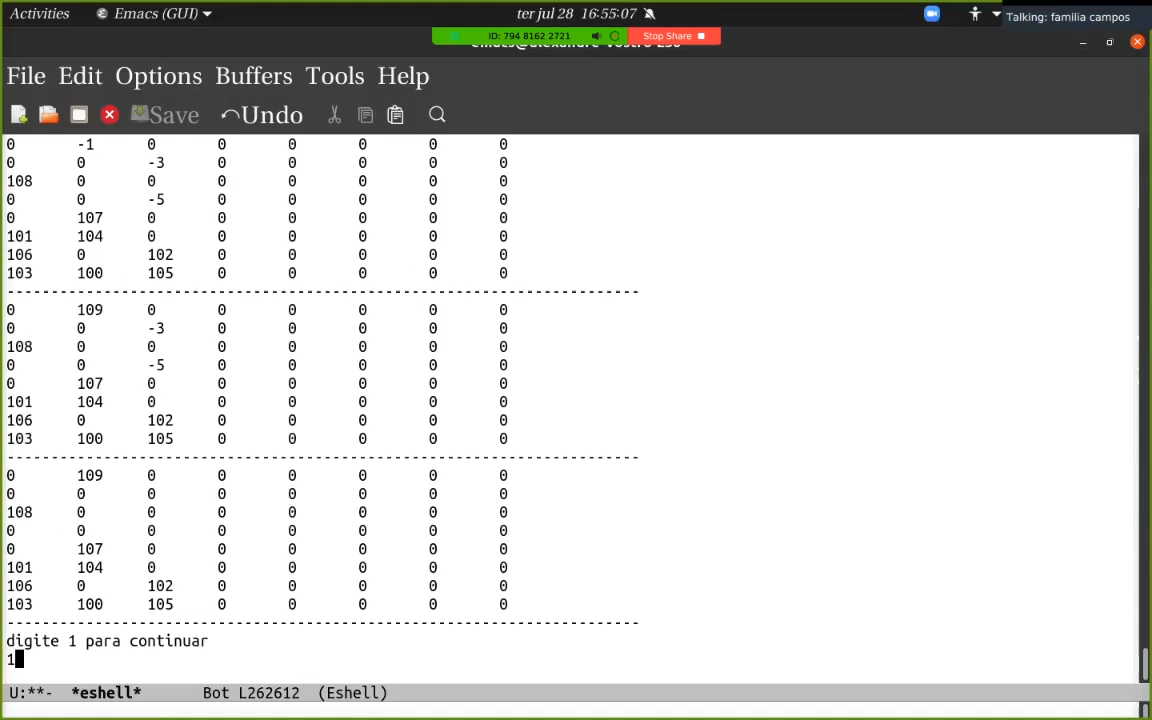 Activities Emacs (GUI) ter jul 28 16:55:07 Talking: familia campos
ID: 794 8162 2721 Stop Share
File Edit Options Buffers Tools Help
Save Undo
0 -1 0 0 0 0 0 0
0 0 -3 0 0 0 0 0
108 0 0 0 0 0 0 0
0 0 -5 0 0 0 0 0
0 107 0 0 0 0 0 0
101 104 0 0 0 0 0 0
106 0 102 0 0 0 0 0
103 100 105 0 0 0 0 0
------------------------------------------------------------------------
0 109 0 0 0 0 0 0
0 0 -3 0 0 0 0 0
108 0 0 0 0 0 0 0
0 0 -5 0 0 0 0 0
0 107 0 0 0 0 0 0
101 104 0 0 0 0 0 0
106 0 102 0 0 0 0 0
103 100 105 0 0 0 0 0
------------------------------------------------------------------------
0 109 0 0 0 0 0 0
0 0 0 0 0 0 0 0
108 0 0 0 0 0 0 0
0 0 0 0 0 0 0 0
0 107 0 0 0 0 0 0
101 104 0 0 0 0 0 0
106 0 102 0 0 0 0 0
103 100 105 0 0 0 0 0
------------------------------------------------------------------------
digite 1 para continuar
1
U:**- *eshell* Bot L262612 (Eshell)